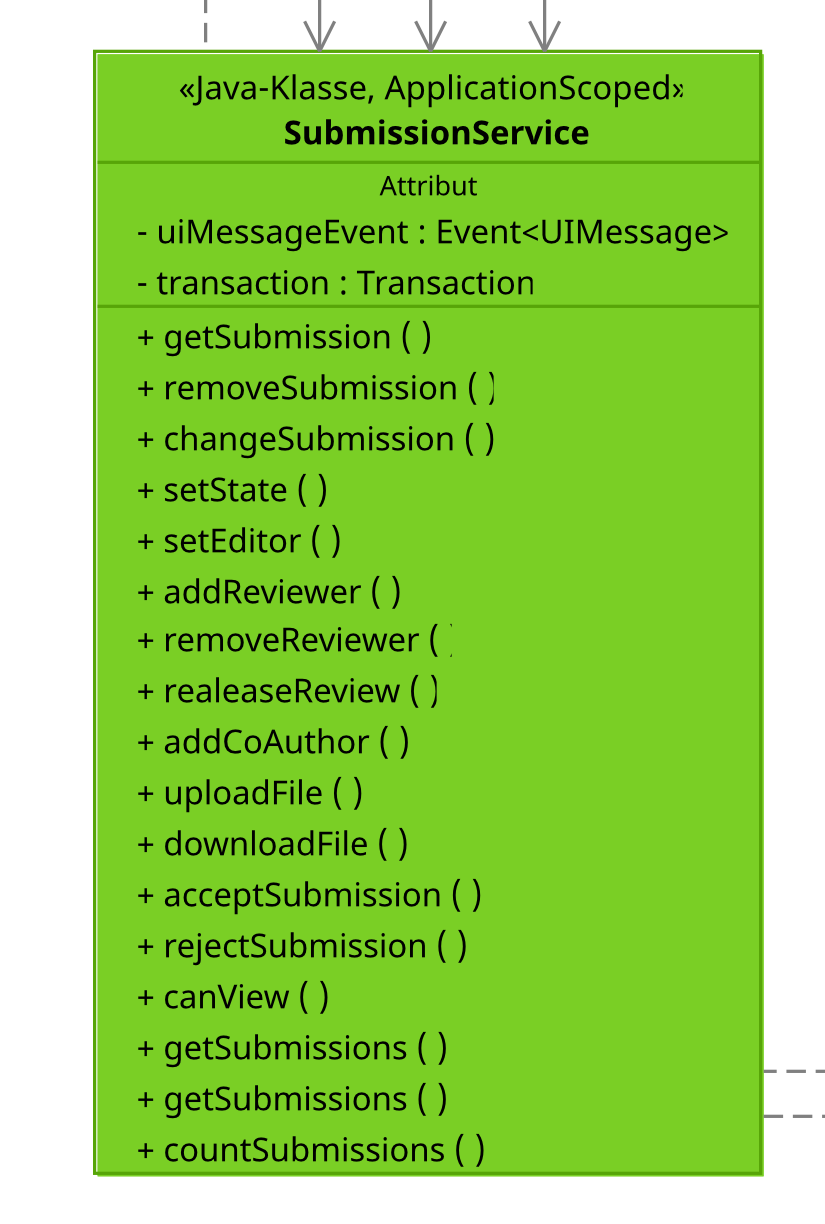 «Java-Klasse, ApplicationScoped»
SubmissionService
Attribut
- uiMessageEvent : Event<UIMessage>
- transaction : Transaction
+ getSubmission ( )
+ removeSubmission ( )
+ changeSubmission ( )
+ setState ( )
+ setEditor ( )
+ addReviewer ( )
+ removeReviewer ( )
+ realeaseReview ( )
+ addCoAuthor ( )
+ uploadFile ( )
+ downloadFile ( )
+ acceptSubmission ( )
+ rejectSubmission ( )
+ canView ( )
+ getSubmissions ( )
+ getSubmissions ( )
+ countSubmissions ( )